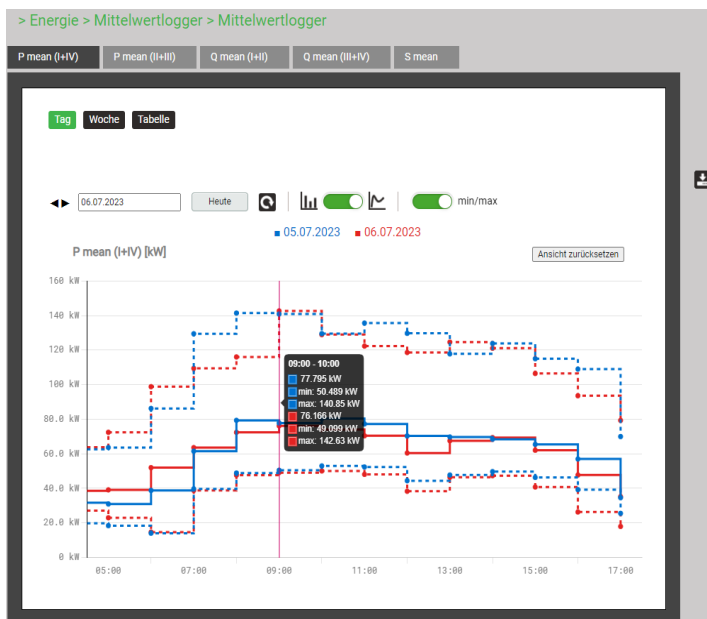 > Energie > Mittelwertlogger > Mittelwertlogger
P mean (I+IV) P mean (II+III) Q mean (I+II) Q mean (III+IV) S mean
Tag Woche Tabelle
06.07.2023 Heute min/max
05.07.2023 06.07.2023
P mean (I+IV) [kW] Ansicht zurücksetzen
160 kW
140 kW
120 kW
100 kW
80.0 kW
60.0 kW
40.0 kW
20.0 kW
0 kW
09:00 - 10:00
77.795 kW
min: 50.489 kW
max: 140.85 kW
76.166 kW
min: 49.099 kW
max: 142.63 kW
05:00 07:00 09:00 11:00 13:00 15:00 17:00